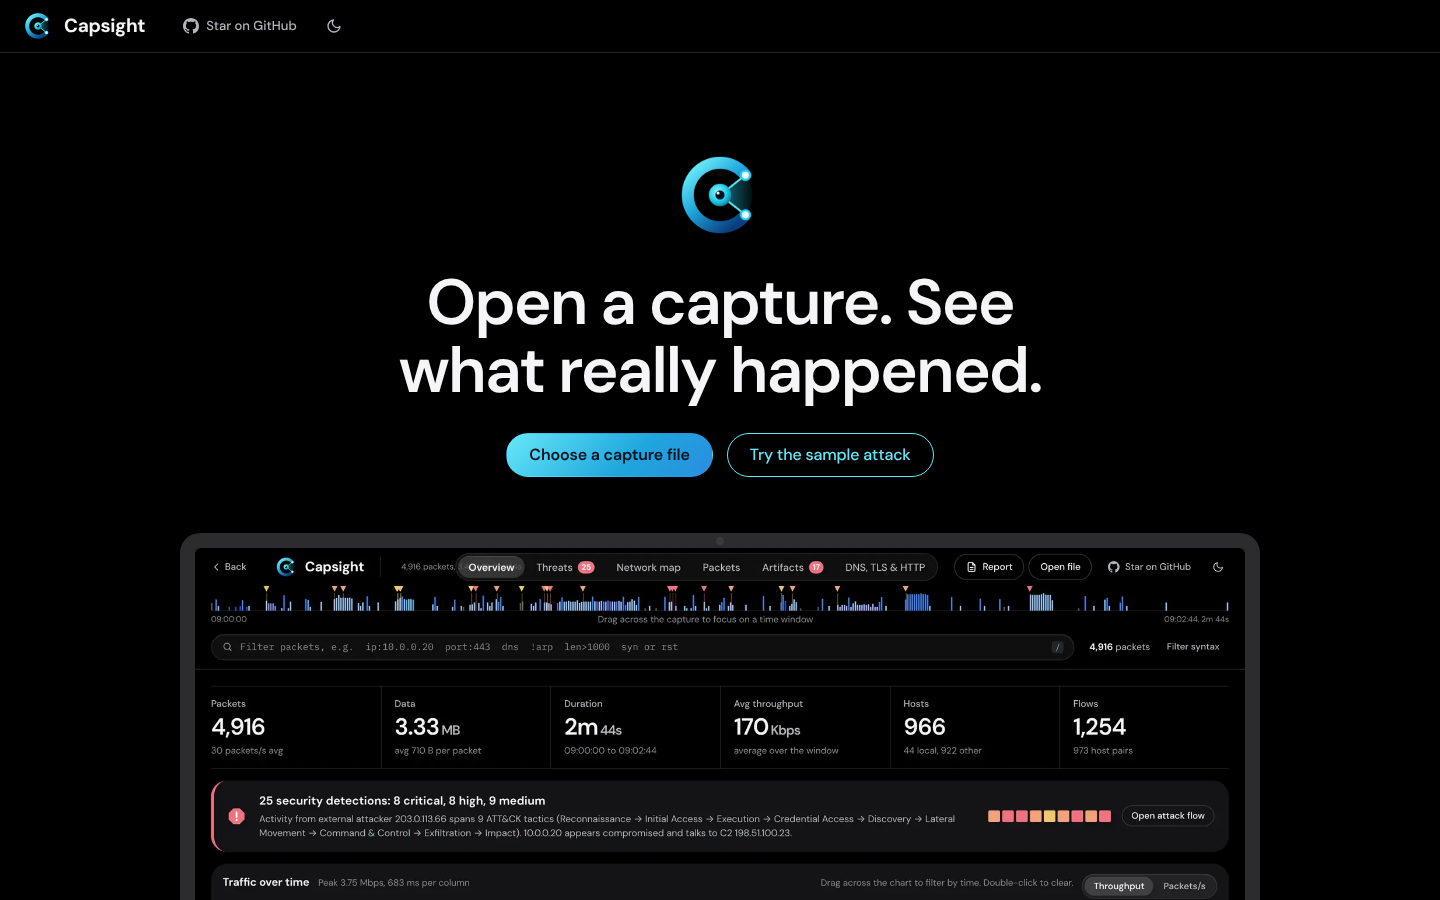 Capsight
Star on GitHub
Open a capture. See
what really happened.
Choose a capture file
Try the sample attack
Back
Capsight
4,916 packets,
Overview
Threats 25
Network map
Packets
Artifacts 17
DNS, TLS & HTTP
Report
Open file
Star on GitHub
09:00:00
Drag across the capture to focus on a time window
09:02:44, 2m 44s
Filter packets, e.g. ip:10.0.0.20 port:443 dns !arp len>1000 syn or rst
/
4,916 packets
Filter syntax
Packets
4,916
30 packets/s avg
Data
3.33 MB
avg 710 B per packet
Duration
2m 44s
09:00:00 to 09:02:44
Avg throughput
170 Kbps
average over the window
Hosts
966
44 local, 922 other
Flows
1,254
973 host pairs
25 security detections: 8 critical, 8 high, 9 medium
Activity from external attacker 203.0.113.66 spans 9 ATT&CK tactics (Reconnaissance → Initial Access → Execution → Credential Access → Discovery → Lateral
Movement → Command & Control → Exfiltration → Impact). 10.0.0.20 appears compromised and talks to C2 198.51.100.23.
Open attack flow
Traffic over time
Peak 3.75 Mbps, 683 ms per column
Drag across the chart to filter by time. Double-click to clear.
Throughput
Packets/s